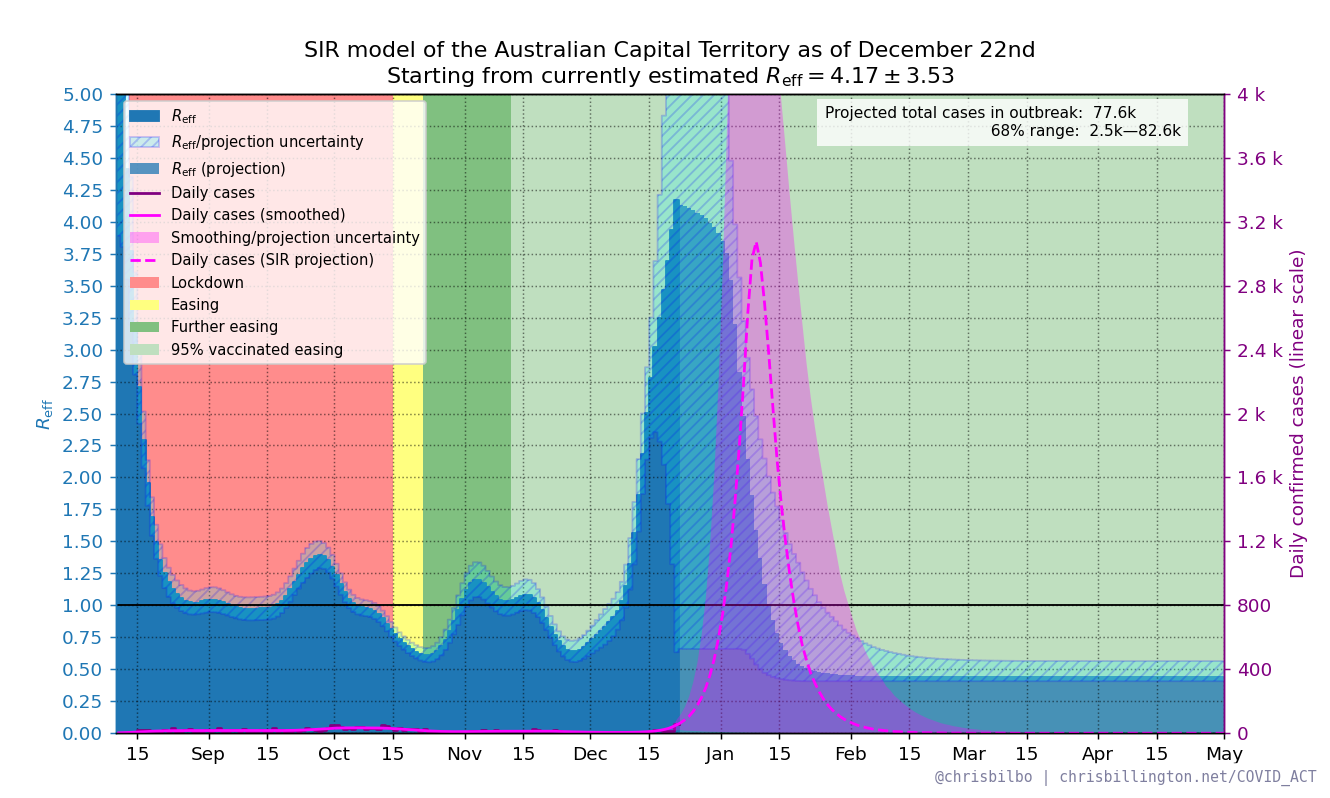 SIR model of the Australian Capital Territory as of December 22nd
Starting from currently estimated R_eff = 4.17 ± 3.53
R_eff
R_eff/projection uncertainty
R_eff (projection)
Daily cases
Daily cases (smoothed)
Smoothing/projection uncertainty
Daily cases (SIR projection)
Lockdown
Easing
Further easing
95% vaccinated easing
Projected total cases in outbreak: 77.6k
68% range: 2.5k—82.6k
5.00
4.75
4.50
4.25
4.00
3.75
3.50
3.25
3.00
2.75
2.50
2.25
2.00
1.75
1.50
1.25
1.00
0.75
0.50
0.25
0.00
R_eff
4 k
3.6 k
3.2 k
2.8 k
2.4 k
2 k
1.6 k
1.2 k
800
400
0
Daily confirmed cases (linear scale)
15 Sep 15 Oct 15 Nov 15 Dec 15 Jan 15 Feb 15 Mar 15 Apr 15 May
@chrisbilbo | chrisbillington.net/COVID_ACT